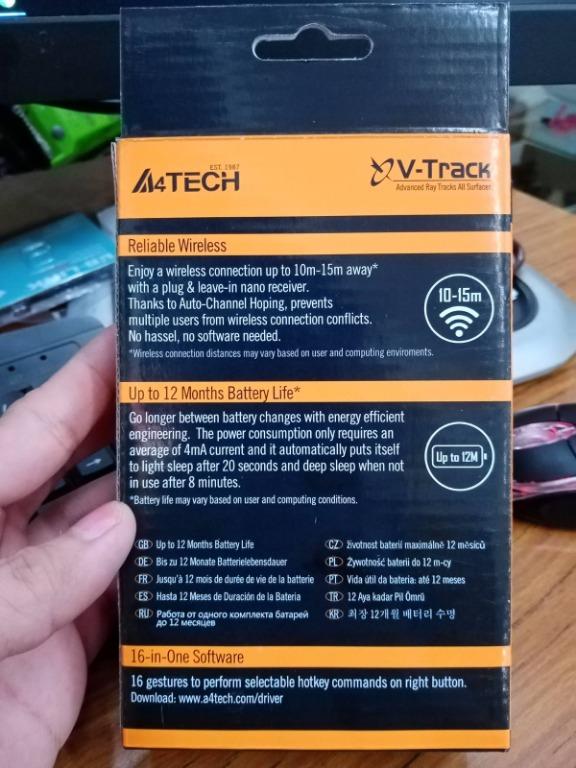 EST. 1987
A4TECH
V-Track
Advanced Ray Tracks All Surfaces
Reliable Wireless
Enjoy a wireless connection up to 10m-15m away*
with a plug & leave-in nano receiver.
Thanks to Auto-Channel Hoping, prevents
multiple users from wireless connection conflicts.
No hassel, no software needed.
*Wireless connection distances may vary based on user and computing enviroments.
10-15m
Up to 12 Months Battery Life*
Go longer between battery changes with energy efficient
engineering. The power consumption only requires an
average of 4mA current and it automatically puts itself
to light sleep after 20 seconds and deep sleep when not
in use after 8 minutes.
*Battery life may vary based on user and computing conditions.
Up to 12M
GB Up to 12 Months Battery Life
DE Bis zu 12 Monate Batterielebensdauer
FR Jusqu'à 12 mois de durée de vie de la batterie
ES Hasta 12 Meses de Duración de la Batería
RU Работа от одного комплекта батарей
до 12 месяцев
CZ životnost baterií maximálně 12 měsíců
PL Żywotność baterii do 12 m-cy
PT Vida útil da bateria: até 12 meses
TR 12 Aya kadar Pil Ömrü
KR 최장 12개월 배터리 수명
16-in-One Software
16 gestures to perform selectable hotkey commands on right button.
Download: www.a4tech.com/driver